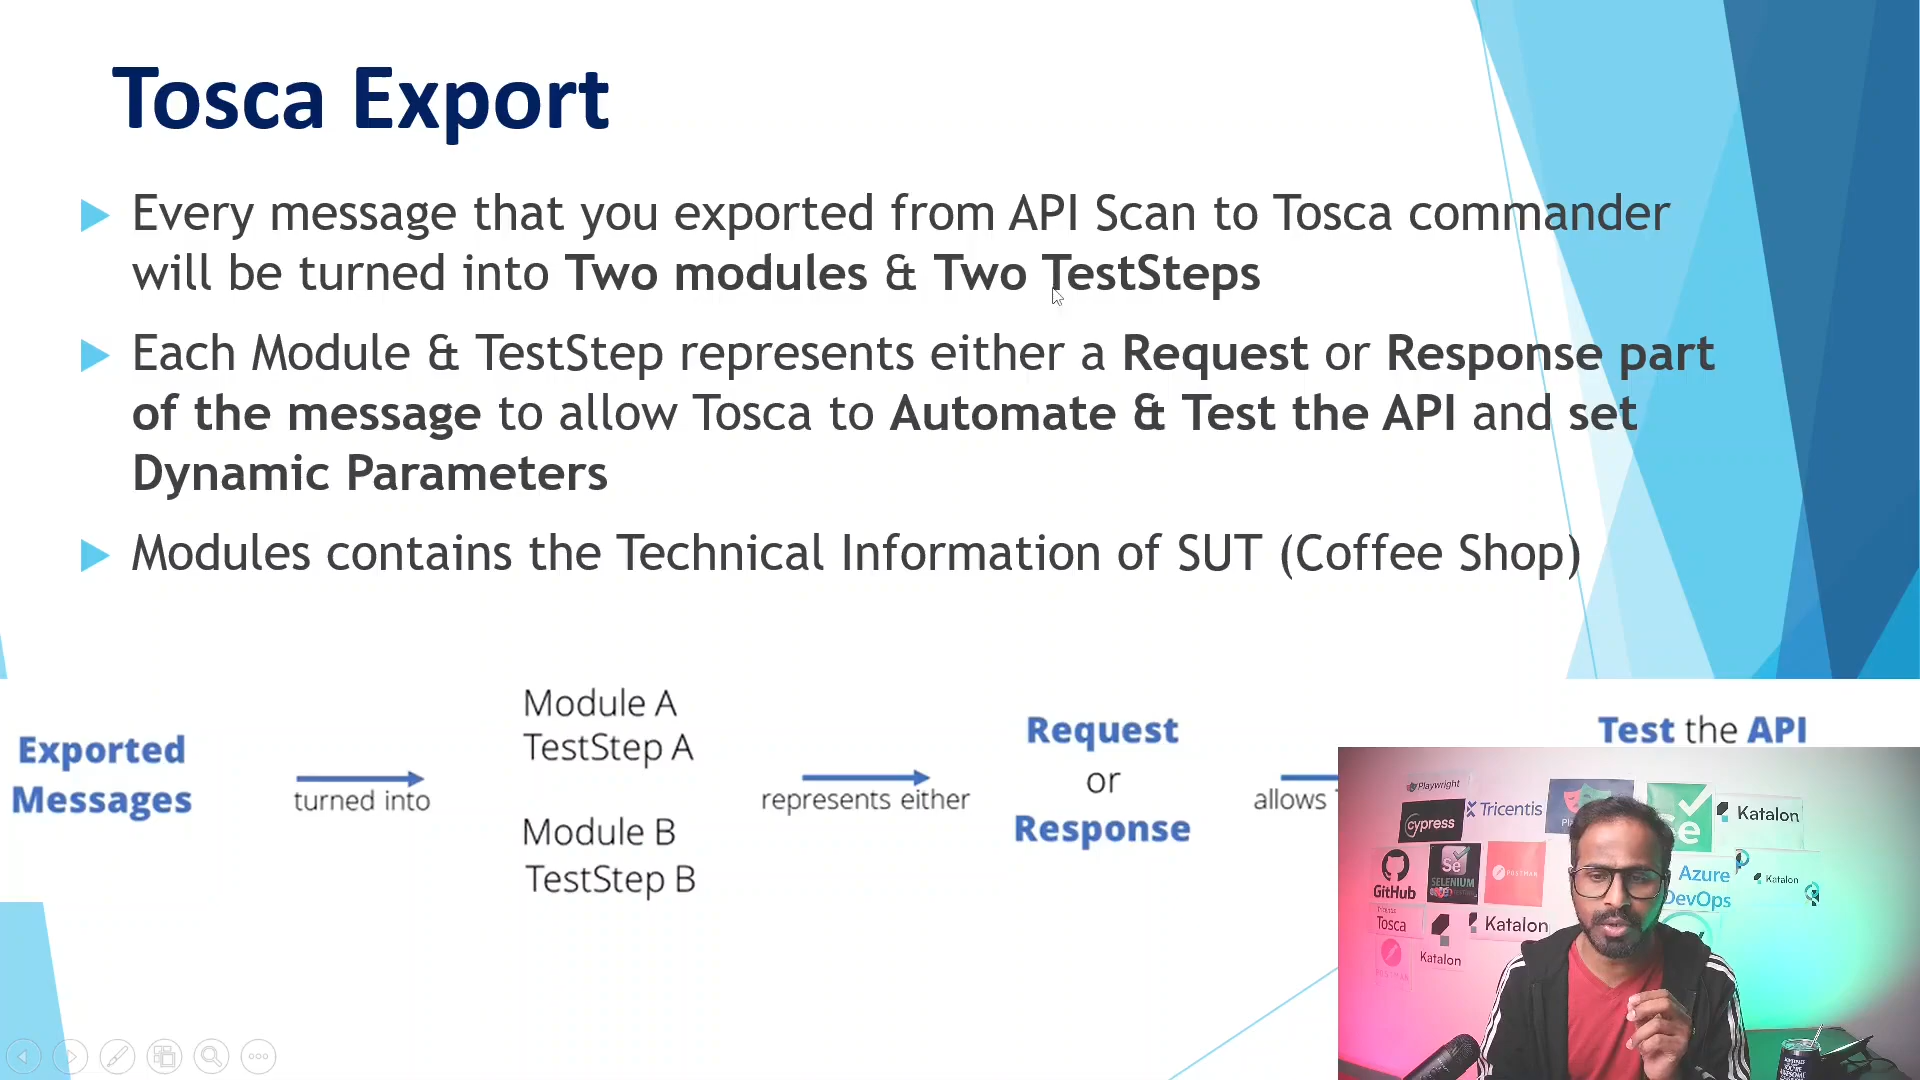 Tosca Export
Every message that you exported from API Scan to Tosca commander
will be turned into Two modules & Two TestSteps
Each Module & TestStep represents either a Request or Response part
of the message to allow Tosca to Automate & Test the API and set
Dynamic Parameters
Modules contains the Technical Information of SUT (Coffee Shop)
Exported
Messages
turned into
Module A
TestStep A
Module B
TestStep B
represents either
Request
or
Response
allows
Test the API
Playwright
Tricentis
cypress
Se
Katalon
GitHub
Se
SELENIUM
POSTMAN
Azure
DevOps
Katalon
Tosca
Katalon
Katalon
POSTMAN